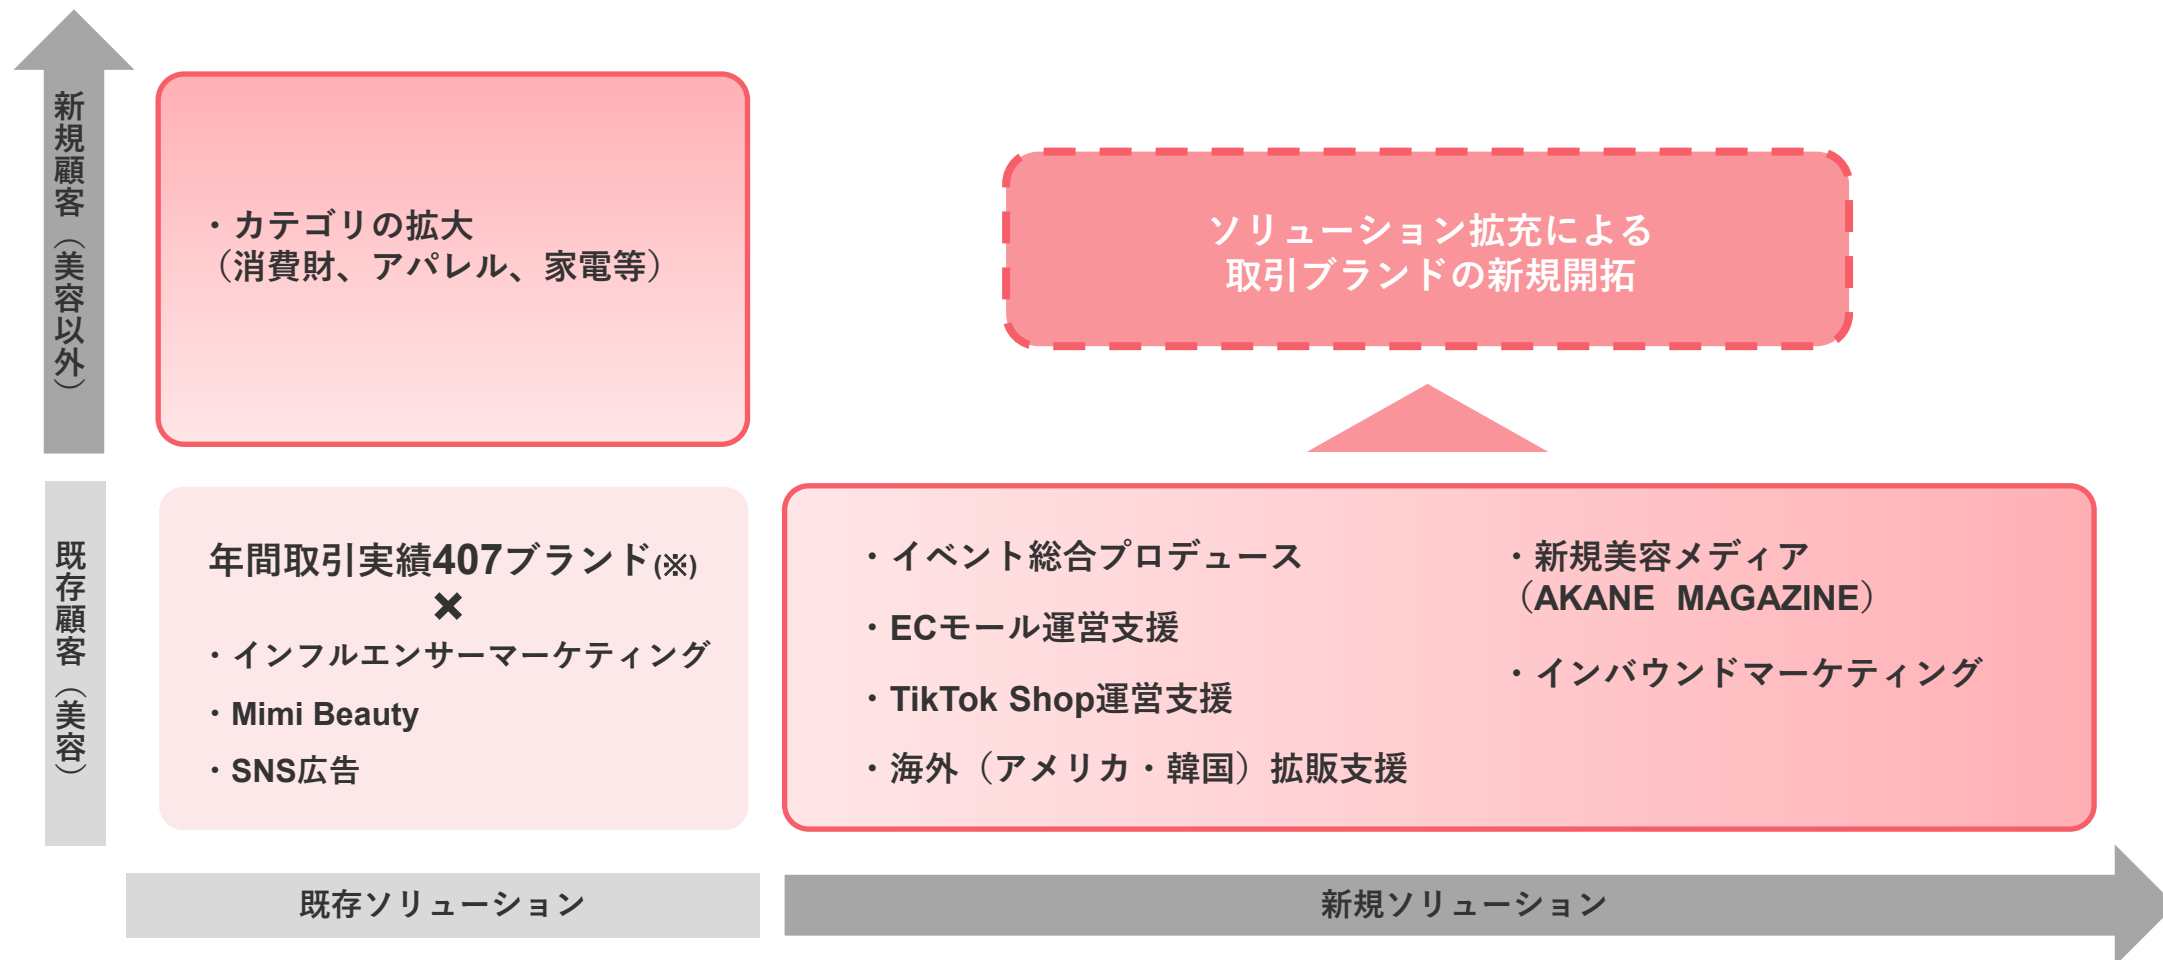 新規顧客（美容以外）
・カテゴリの拡大
（消費財、アパレル、家電等）
ソリューション拡充による
取引ブランドの新規開拓
既存顧客（美容）
年間取引実績407ブランド(※)
✖
・インフルエンサーマーケティング
・Mimi Beauty
・SNS広告
・イベント総合プロデュース
・ECモール運営支援
・TikTok Shop運営支援
・海外（アメリカ・韓国）拡販支援
・新規美容メディア
（AKANE MAGAZINE）
・インバウンドマーケティング
既存ソリューション
新規ソリューション